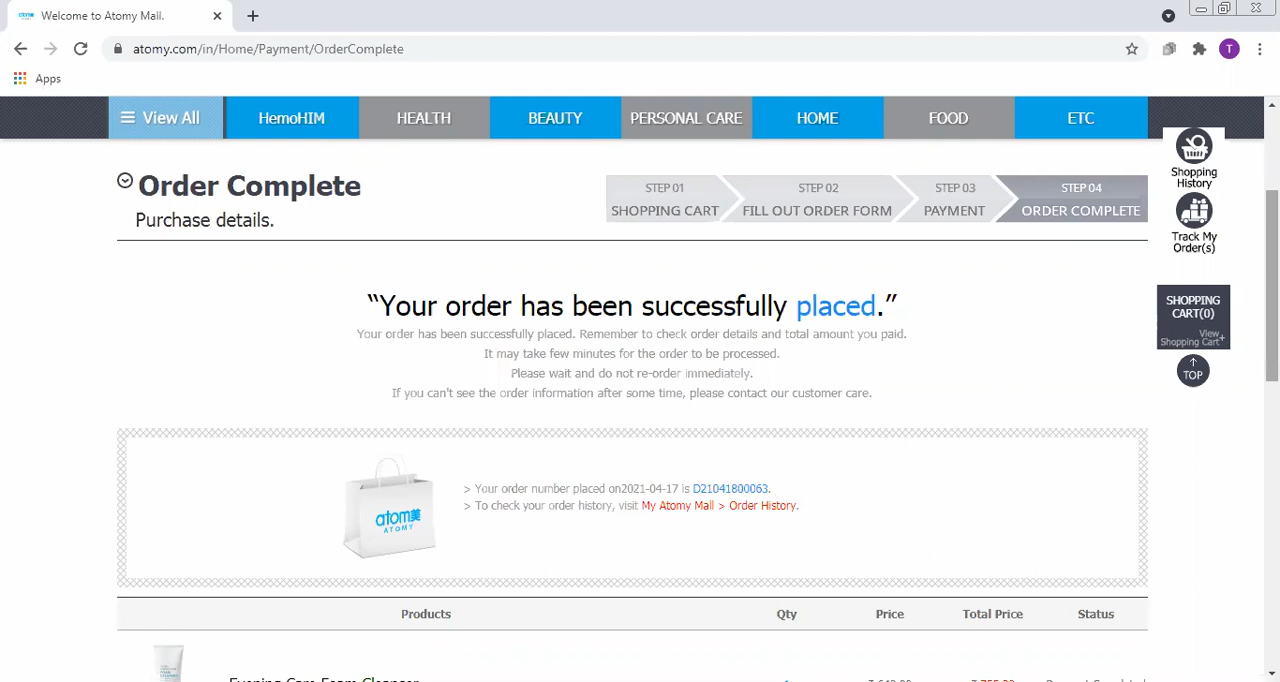 Welcome to Atomy Mall.
atomy.com/in/Home/Payment/OrderComplete
T
Apps
View All
HemoHIM
HEALTH
BEAUTY
PERSONAL CARE
HOME
FOOD
ETC
Shopping
History
Track My
Order(s)
SHOPPING
CART(0)
View
Shopping Cart+
↑
TOP
Order Complete
Purchase details.
STEP 01
SHOPPING CART
STEP 02
FILL OUT ORDER FORM
STEP 03
PAYMENT
STEP 04
ORDER COMPLETE
“Your order has been successfully placed.”
Your order has been successfully placed. Remember to check order details and total amount you paid.
It may take few minutes for the order to be processed.
Please wait and do not re-order immediately.
If you can't see the order information after some time, please contact our customer care.
atom美
ATOMY
> Your order number placed on2021-04-17 is D21041800063.
> To check your order history, visit My Atomy Mall > Order History.
Products
Qty
Price
Total Price
Status
Evening Care Foam Cleanser